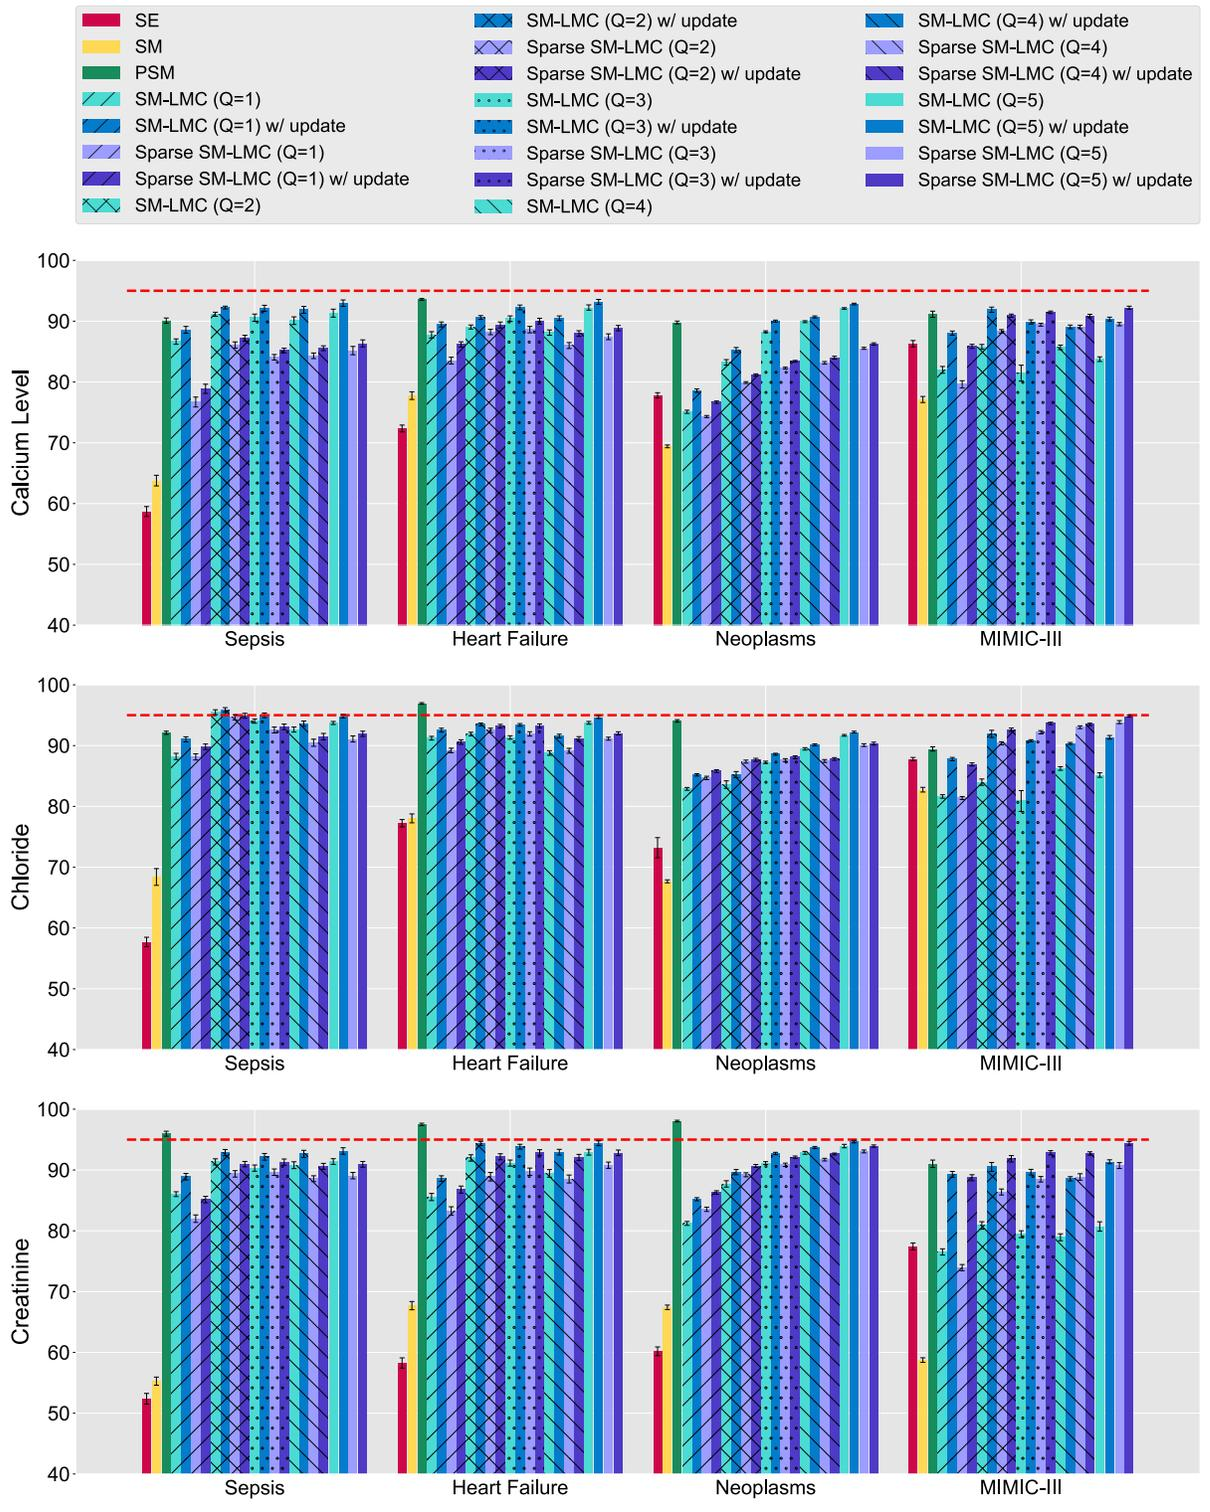 SE
SM
PSM
SM-LMC (Q=1)
SM-LMC (Q=1) w/ update
Sparse SM-LMC (Q=1)
Sparse SM-LMC (Q=1) w/ update
SM-LMC (Q=2)
SM-LMC (Q=2) w/ update
Sparse SM-LMC (Q=2)
Sparse SM-LMC (Q=2) w/ update
SM-LMC (Q=3)
SM-LMC (Q=3) w/ update
Sparse SM-LMC (Q=3)
Sparse SM-LMC (Q=3) w/ update
SM-LMC (Q=4)
SM-LMC (Q=4) w/ update
Sparse SM-LMC (Q=4)
Sparse SM-LMC (Q=4) w/ update
SM-LMC (Q=5)
SM-LMC (Q=5) w/ update
Sparse SM-LMC (Q=5)
Sparse SM-LMC (Q=5) w/ update
Calcium Level
100
90
80
70
60
50
40
Sepsis Heart Failure Neoplasms MIMIC-III
Chloride
100
90
80
70
60
50
40
Sepsis Heart Failure Neoplasms MIMIC-III
Creatinine
100
90
80
70
60
50
40
Sepsis Heart Failure Neoplasms MIMIC-III